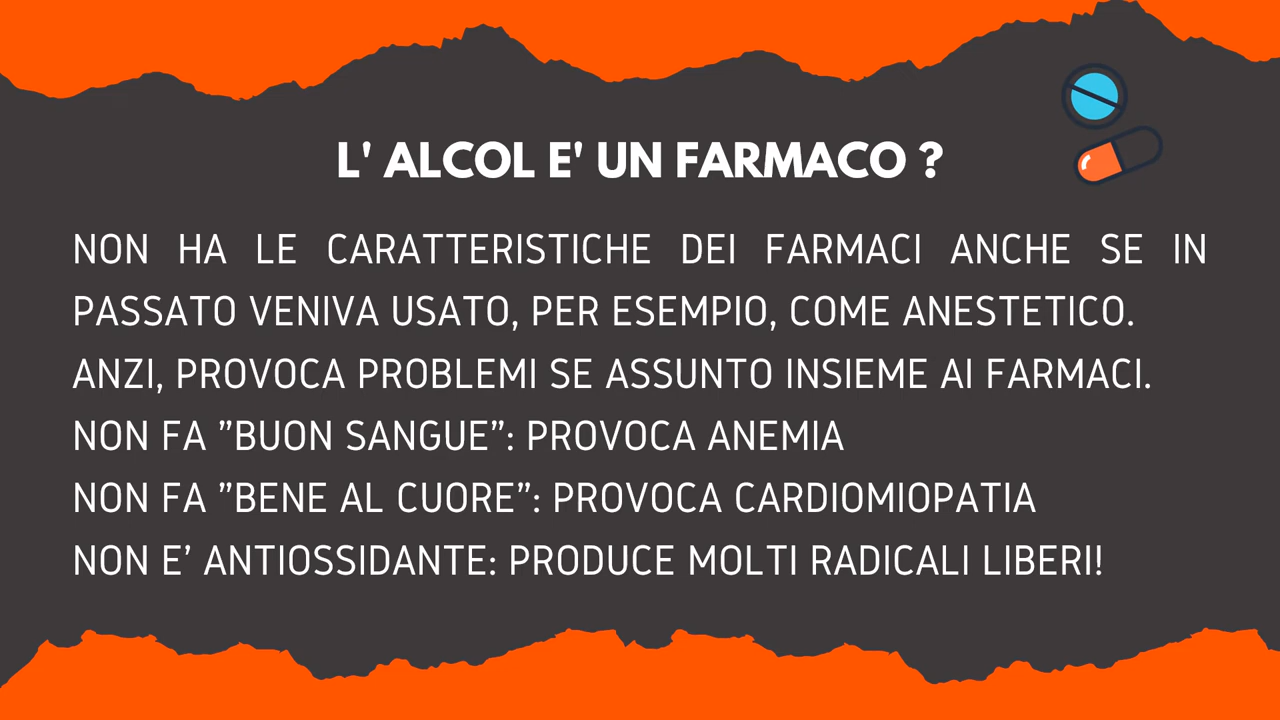 L' ALCOL E' UN FARMACO ?
NON HA LE CARATTERISTICHE DEI FARMACI ANCHE SE IN
PASSATO VENIVA USATO, PER ESEMPIO, COME ANESTETICO.
ANZI, PROVOCA PROBLEMI SE ASSUNTO INSIEME AI FARMACI.
NON FA ”BUON SANGUE”: PROVOCA ANEMIA
NON FA ”BENE AL CUORE”: PROVOCA CARDIOMIOPATIA
NON E’ ANTIOSSIDANTE: PRODUCE MOLTI RADICALI LIBERI!